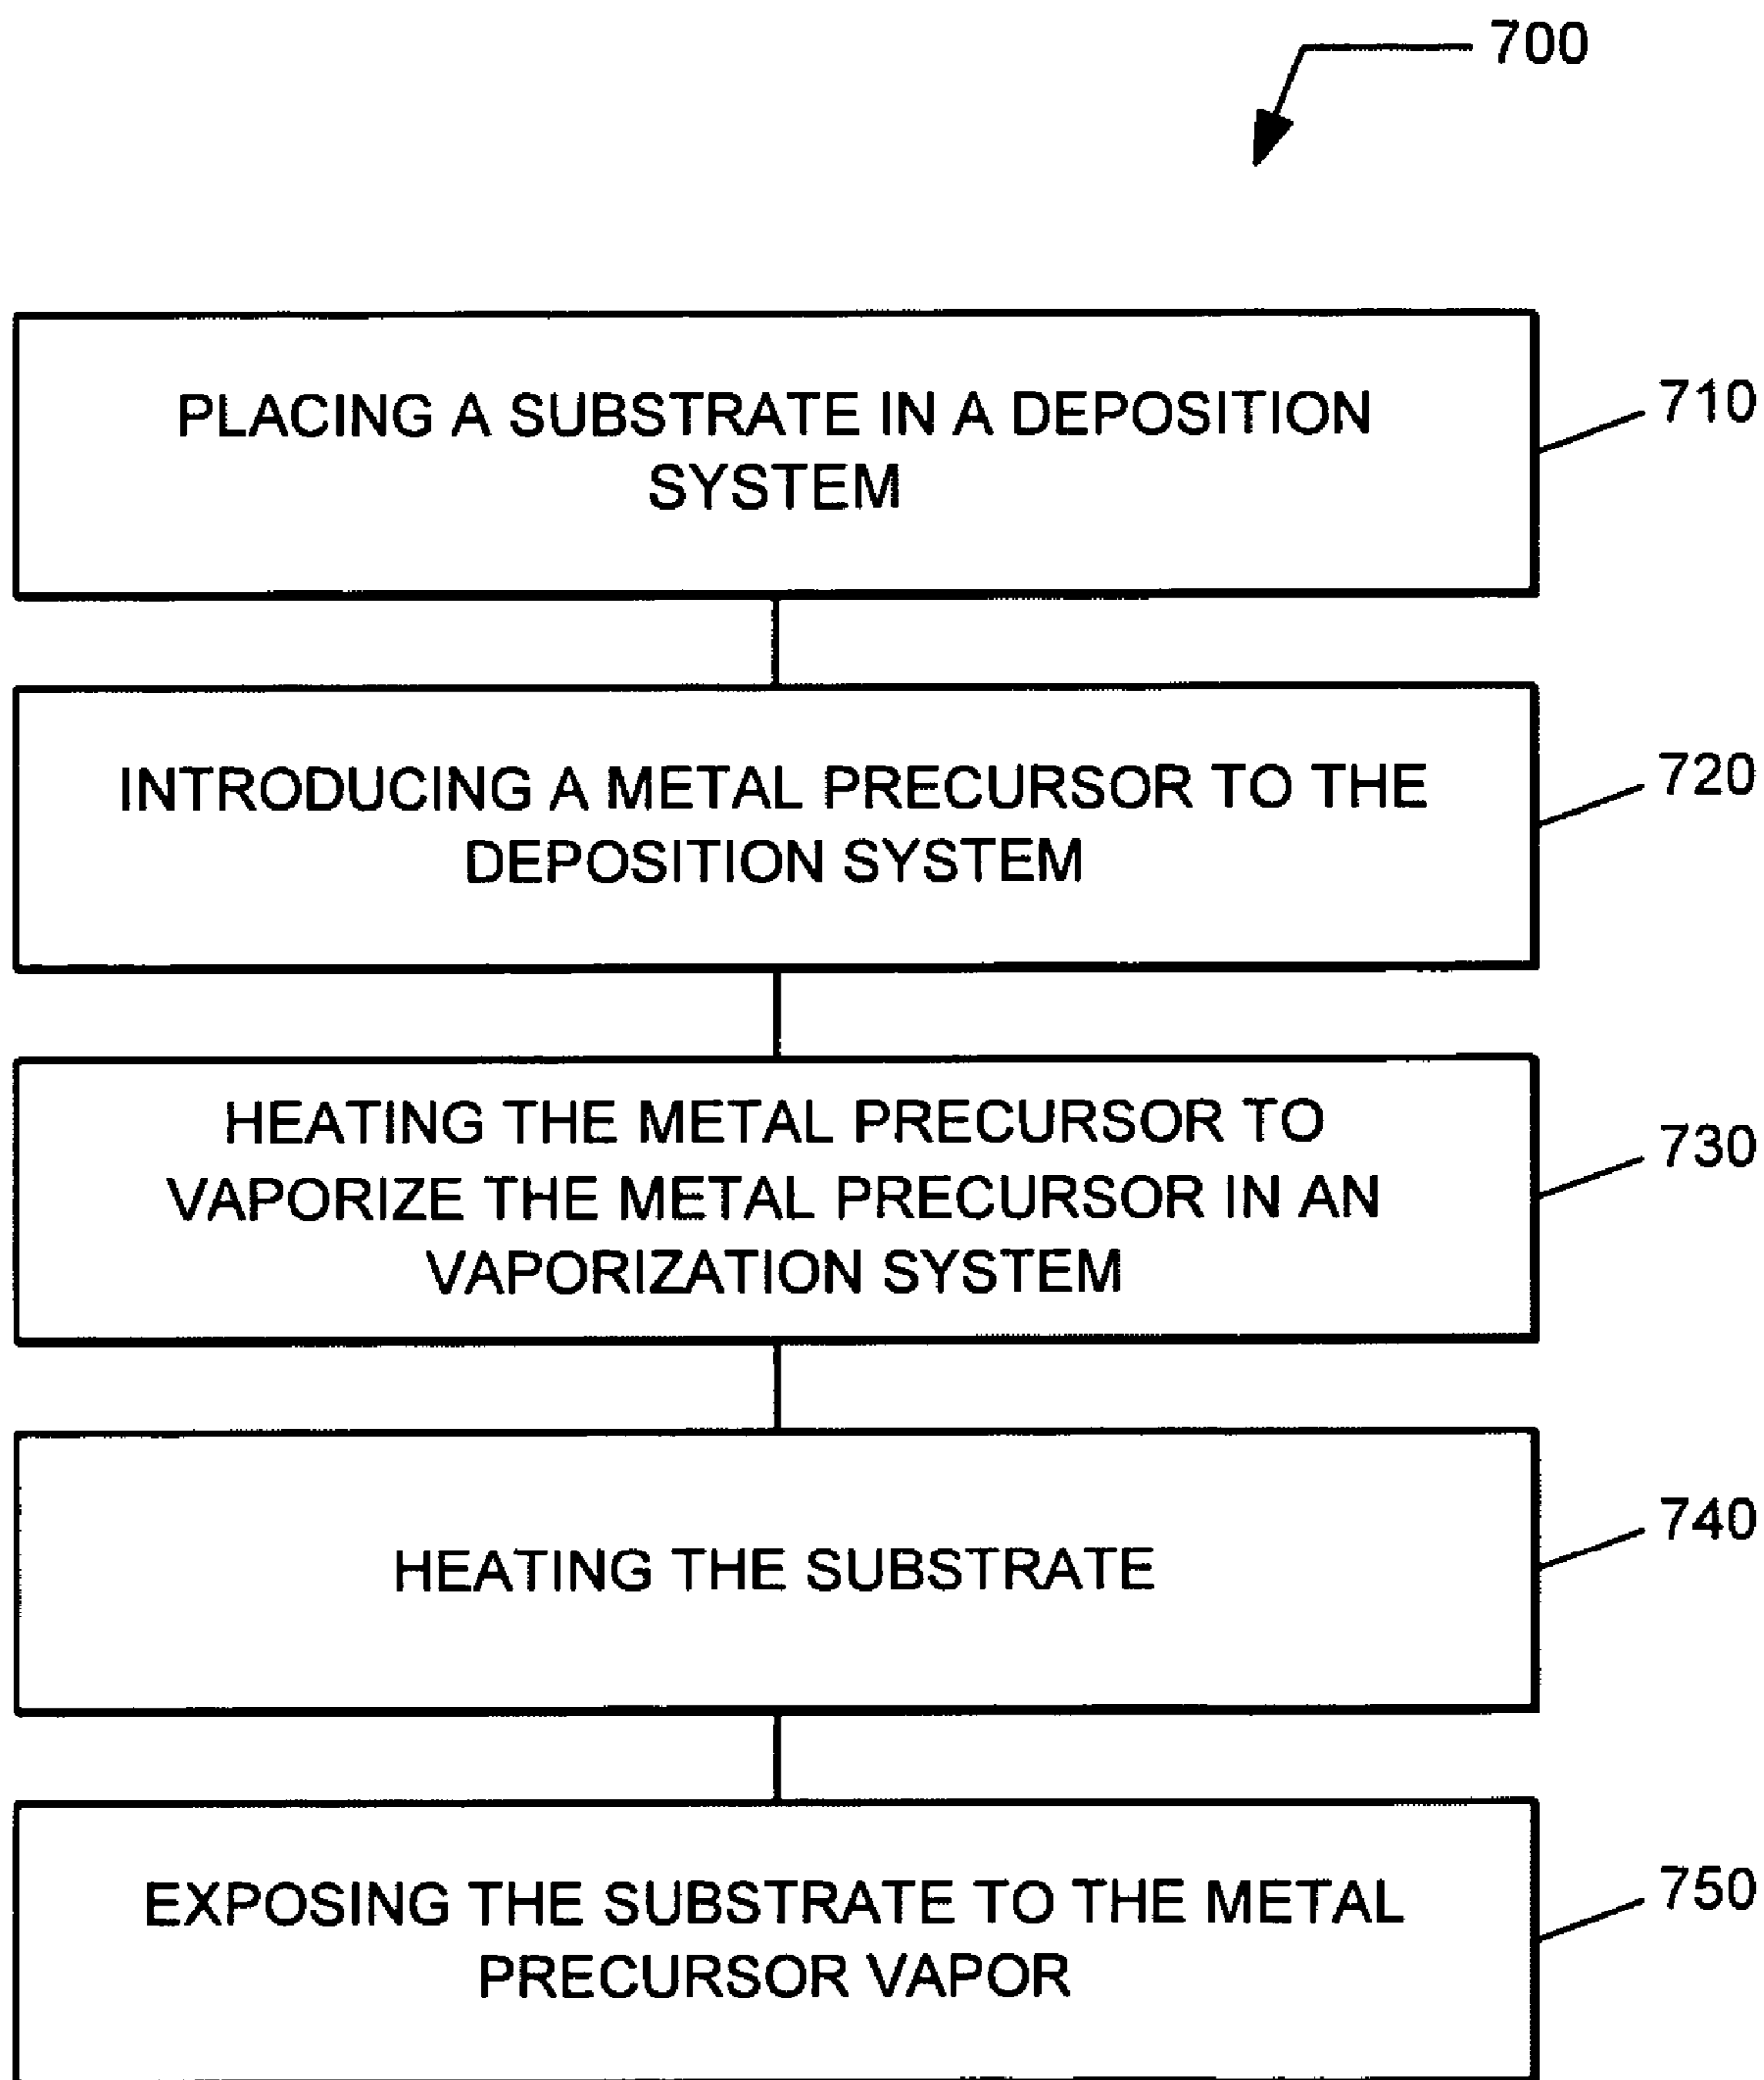 700
PLACING A SUBSTRATE IN A DEPOSITION
SYSTEM
710
INTRODUCING A METAL PRECURSOR TO THE
DEPOSITION SYSTEM
720
HEATING THE METAL PRECURSOR TO
VAPORIZE THE METAL PRECURSOR IN AN
VAPORIZATION SYSTEM
730
HEATING THE SUBSTRATE
740
EXPOSING THE SUBSTRATE TO THE METAL
PRECURSOR VAPOR
750